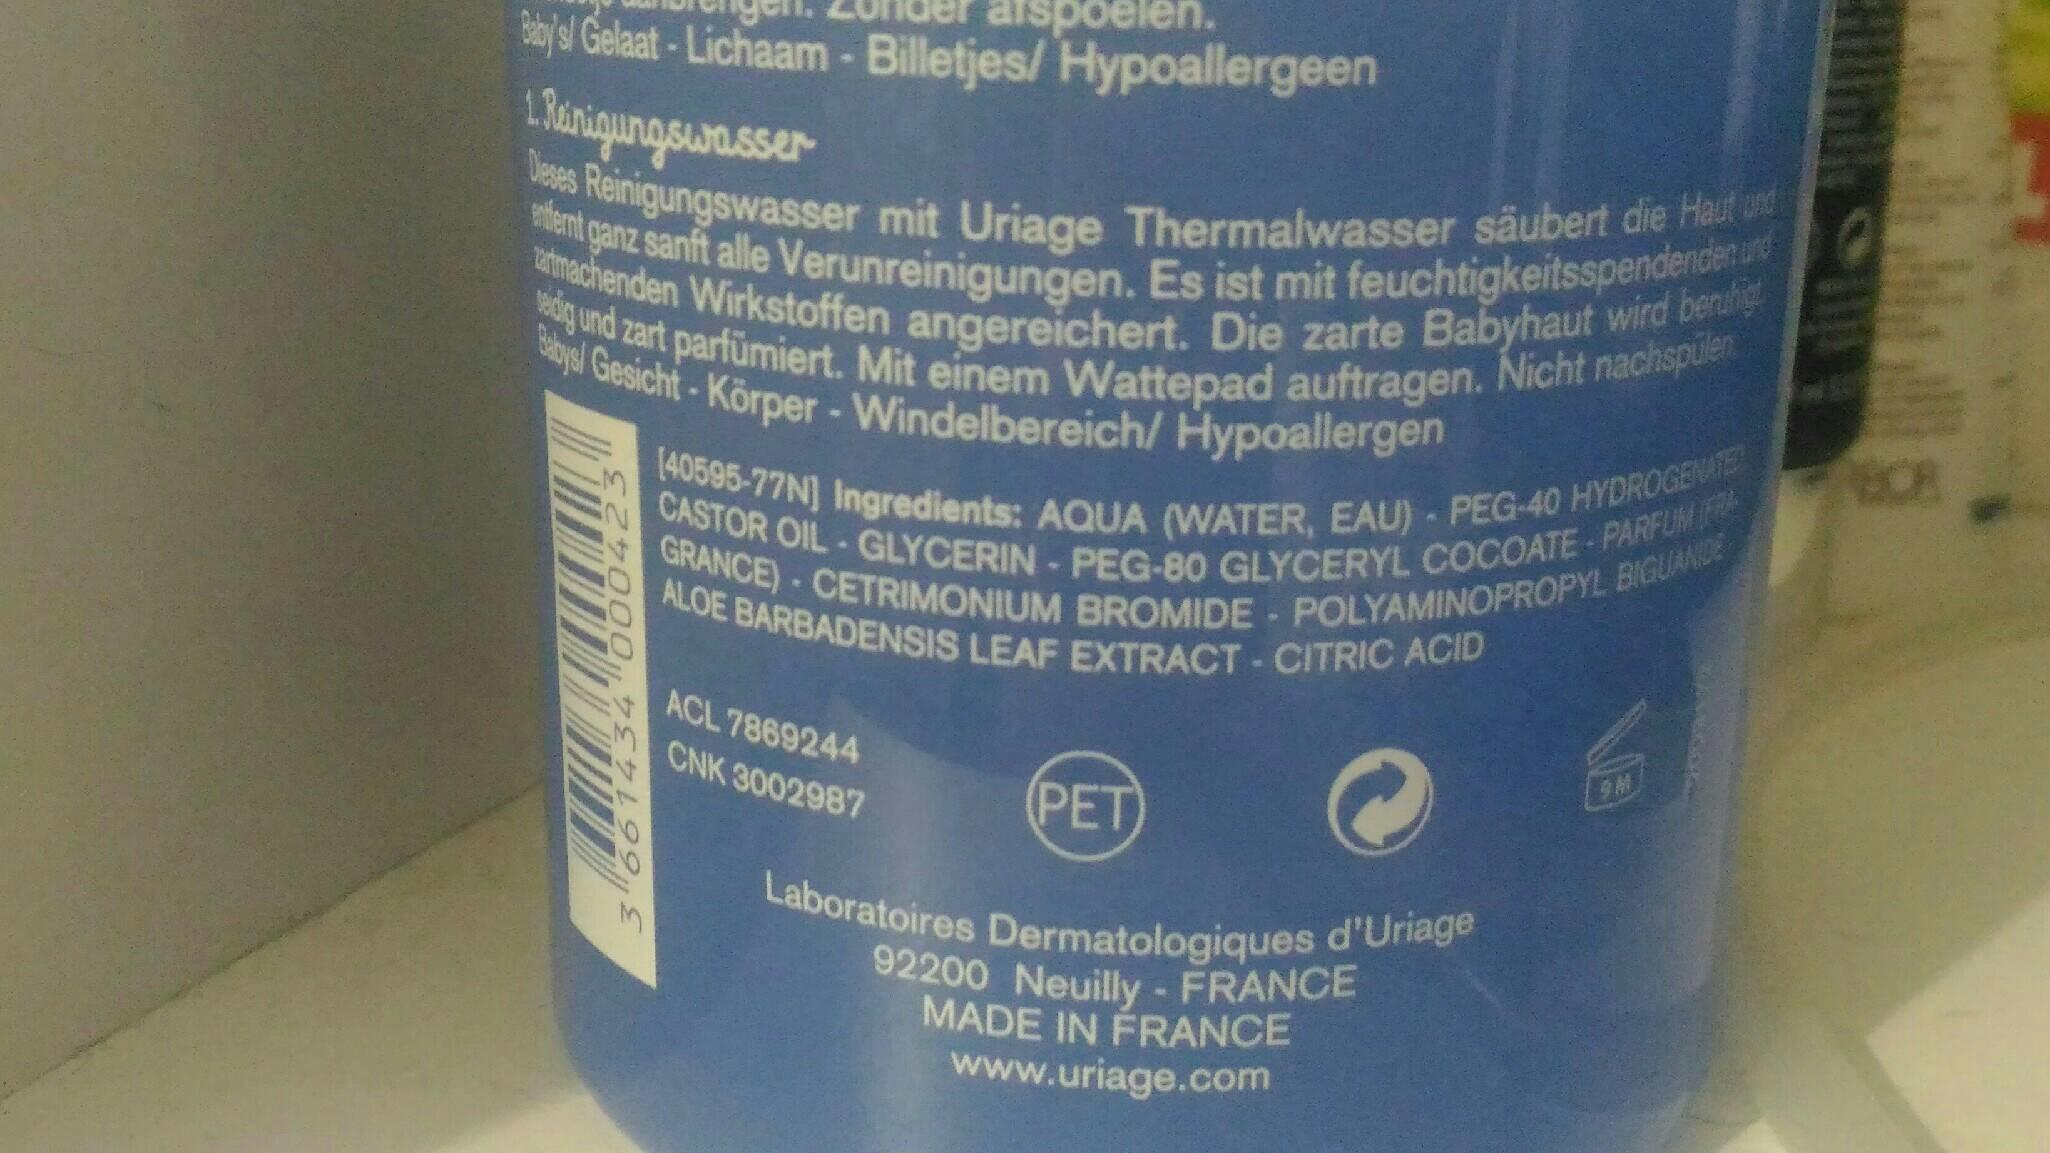 Zonder afspoelen.
Baby's/ Gelaat - Lichaam - Billetjes/ Hypoallergeen
1. Reinigungswasser
Dieses Reinigungswasser mit Uriage Thermalwasser säubert die Haut und
entfernt ganz sanft alle Verunreinigungen. Es ist mit feuchtigkeitsspendenden und
zartmachenden Wirkstoffen angereichert. Die zarte Babyhaut wird beruhigt,
seidig und zart parfümiert. Mit einem Wattepad auftragen. Nicht nachspülen.
Babys/ Gesicht - Körper - Windelbereich/ Hypoallergen
[40595-77N] Ingredients: AQUA (WATER, EAU) - PEG-40 HYDROGENATED
CASTOR OIL - GLYCERIN - PEG-80 GLYCERYL COCOATE - PARFUM (FRA-
GRANCE) - CETRIMONIUM BROMIDE - POLYAMINOPROPYL BIGUANIDE
ALOE BARBADENSIS LEAF EXTRACT - CITRIC ACID
3 661434 000423
ACL 7869244
CNK 3002987
PET
9 M
Laboratoires Dermatologiques d'Uriage
92200 Neuilly - FRANCE
MADE IN FRANCE
www.uriage.com